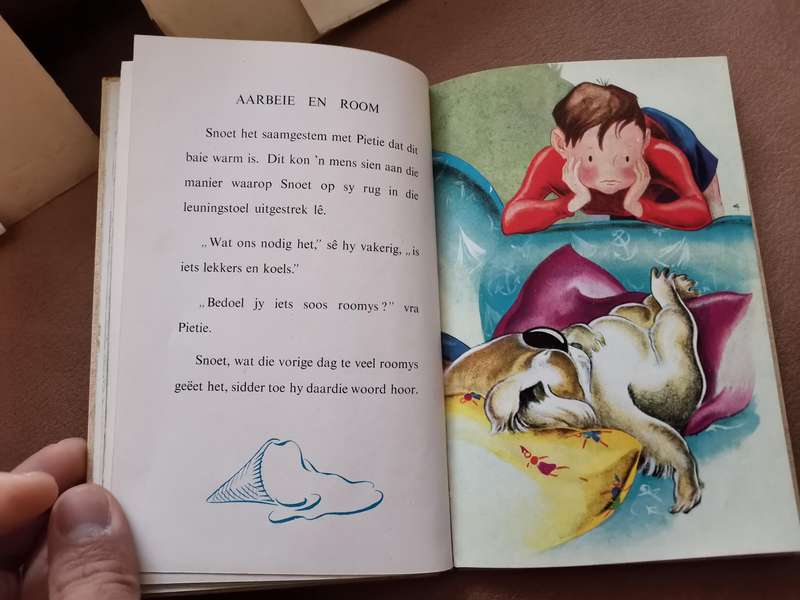 AARBEIE EN ROOM
Snoet het saamgestem met Pietie dat dit
baie warm is. Dit kon 'n mens sien aan die
manier waarop Snoet op sy rug in die
leuningstoel uitgestrek lê.
„Wat ons nodig het,” sê hy vakerig, „is
iets lekkers en koels.”
„Bedoel jy iets soos roomys?” vra
Pietie.
Snoet, wat die vorige dag te veel roomys
geëet het, sidder toe hy daardie woord hoor.